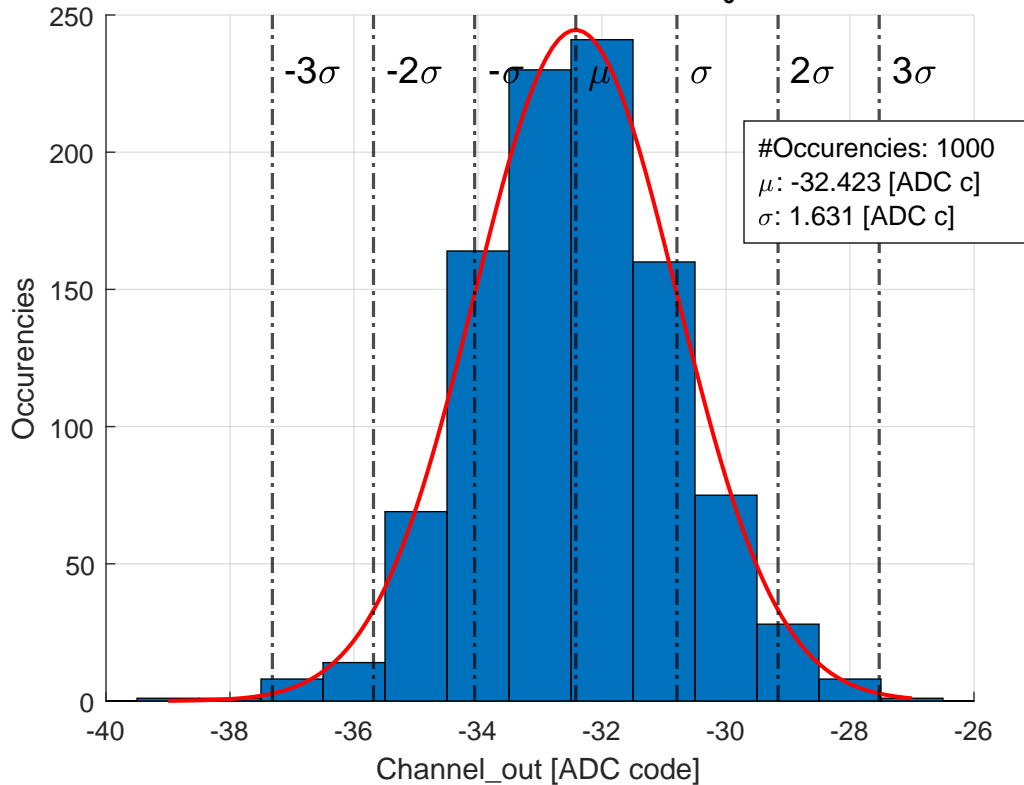 250
200
150
100
50
0
-3σ -2σ -σ μ σ 2σ 3σ
#Occurencies: 1000
μ: -32.423 [ADC c]
σ: 1.631 [ADC c]
Occurencies
-40 -38 -36 -34 -32 -30 -28 -26
Channel_out [ADC code]